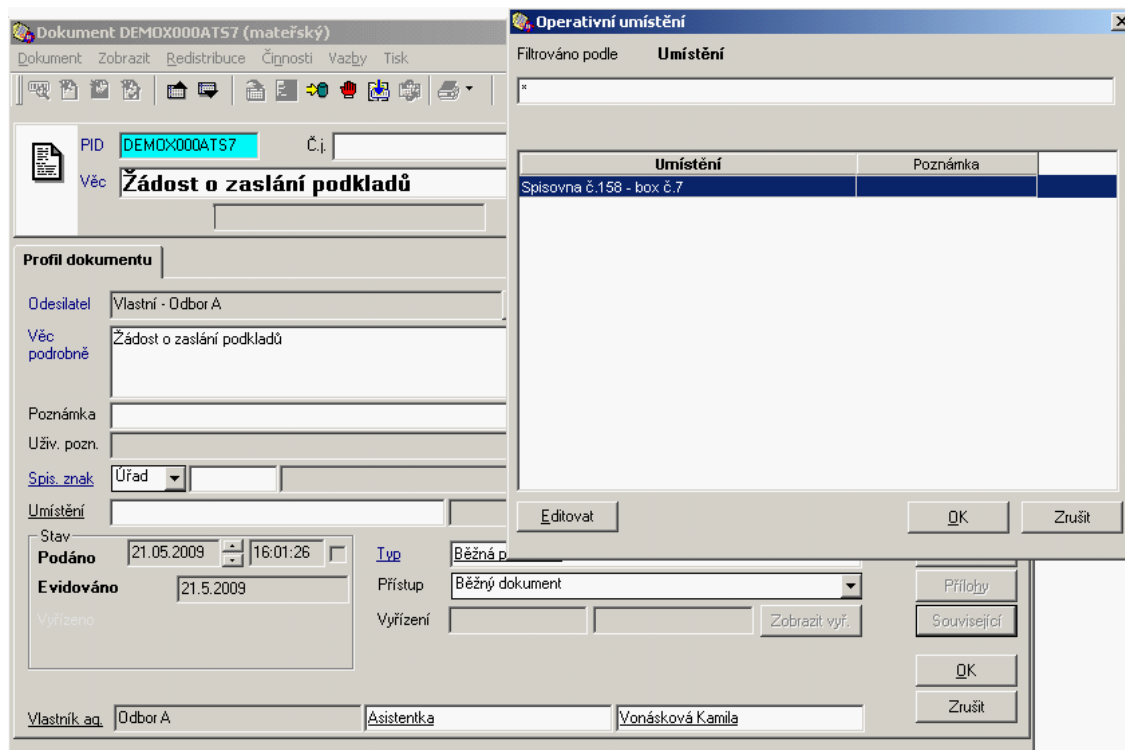 Dokument DEMOX000ATS7 (mateřský)
Dokument Zobrazit Redistribuce Činnosti Vazby Tisk
PID DEMOX000ATS7 Č.j.
Věc Žádost o zaslání podkladů
Profil dokumentu
Odesilatel Vlastní - Odbor A
Věc podrobně Žádost o zaslání podkladů
Poznámka
Uživ. pozn.
Spis. znak Úřad
Umístění
Stav
Podáno 21.05.2009 16:01:26
Evidováno 21.5.2009
Vyřízeno
Typ Běžná
Přístup Běžný dokument
Vyřízení Zobrazit vyř.
Přílohy
Související
OK
Zrušit
Vlastník ag. Odbor A Asistentka Vonásková Kamila
Operativní umístění
Filtrováno podle Umístění
*
Umístění Poznámka
Spisovna č.158 - box č.7
Editovat OK Zrušit